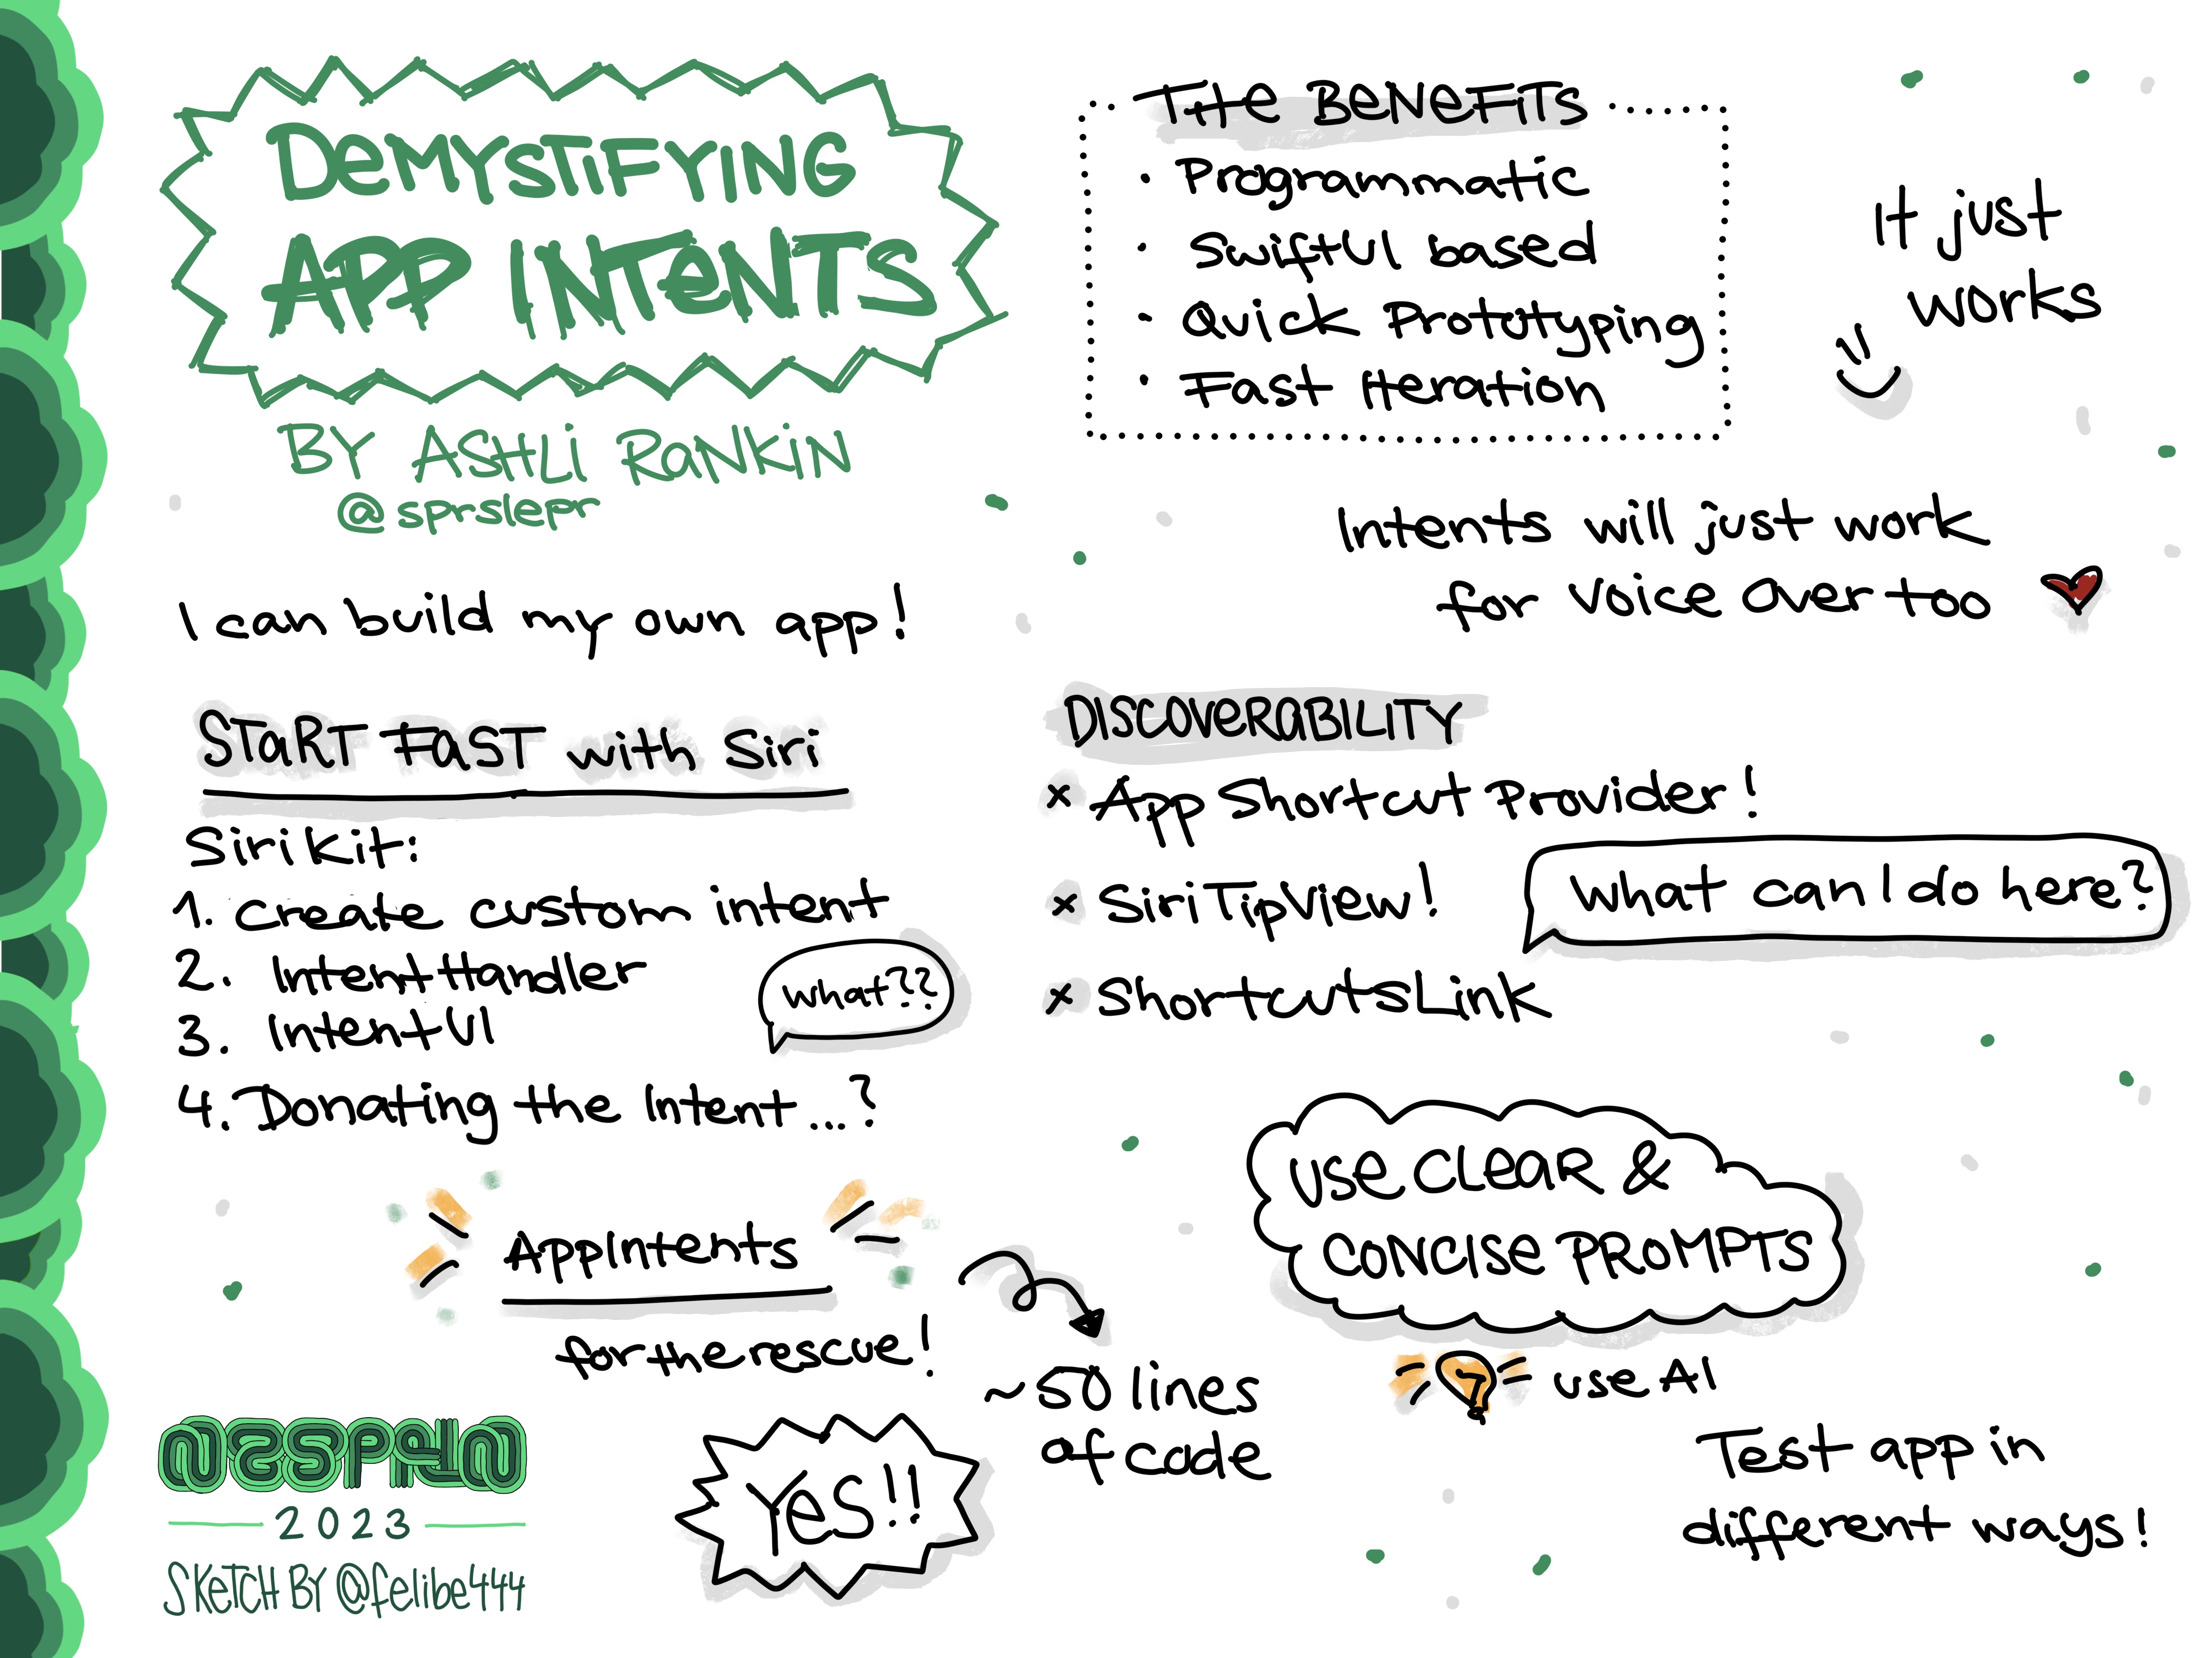 DEMYSTIFYING
APP INTENTS
BY ASHLI RANKIN
@sprslepr
I can build my own app!
START FAST with Siri
SiriKit:
1. create custom intent
2. IntentHandler
3. IntentUI
what??
4. Donating the Intent...?
AppIntents
for the rescue!
~50 lines
of code
Yes!!
2023
SKETCH BY @felibe444
THE BENEFITS
· Programmatic
· SwiftUI based
· Quick Prototyping
· Fast Iteration
It just
works
Intents will just work
for Voice Over too
DISCOVERABILITY
x App Shortcut Provider!
x SiriTipView!
What can I do here?
x ShortcutsLink
USE CLEAR &
CONCISE PROMPTS
use AI
Test app in
different ways!